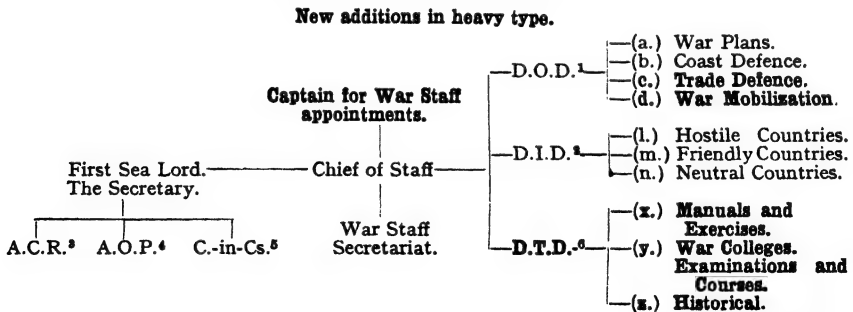 New additions in heavy type.
Captain for War Staff
appointments.
First Sea Lord.
The Secretary.
Chief of Staff
War Staff
Secretariat.
A.C.R.³
A.O.P.⁴
C.-in-Cs.⁵
D.O.D.¹
(a.) War Plans.
(b.) Coast Defence.
(c.) Trade Defence.
(d.) War Mobilization.
D.I.D.²
(l.) Hostile Countries.
(m.) Friendly Countries.
(n.) Neutral Countries.
D.T.D.-⁶
(x.) Manuals and
Exercises.
(y.) War Colleges.
Examinations and
Courses.
(z.) Historical.